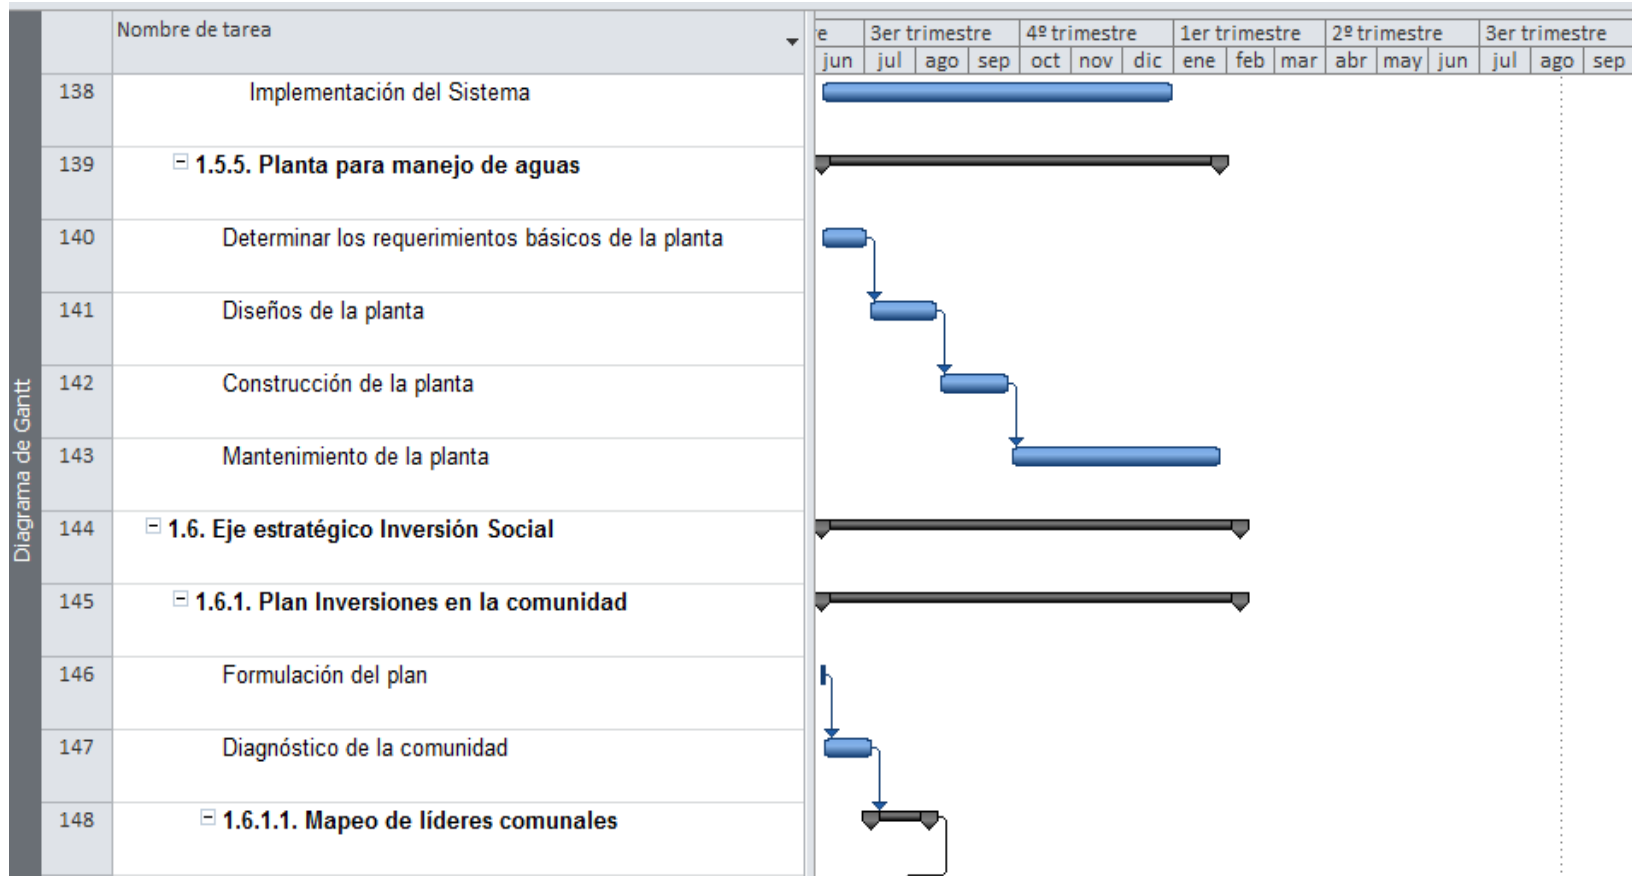 Nombre de tarea
re 3er trimestre 4º trimestre 1er trimestre 2º trimestre 3er trimestre
jun jul ago sep oct nov dic ene feb mar abr may jun jul ago sep
138 Implementación del Sistema
139 1.5.5. Planta para manejo de aguas
140 Determinar los requerimientos básicos de la planta
141 Diseños de la planta
142 Construcción de la planta
143 Mantenimiento de la planta
144 1.6. Eje estratégico Inversión Social
145 1.6.1. Plan Inversiones en la comunidad
146 Formulación del plan
147 Diagnóstico de la comunidad
148 1.6.1.1. Mapeo de líderes comunales
Diagrama de Gantt